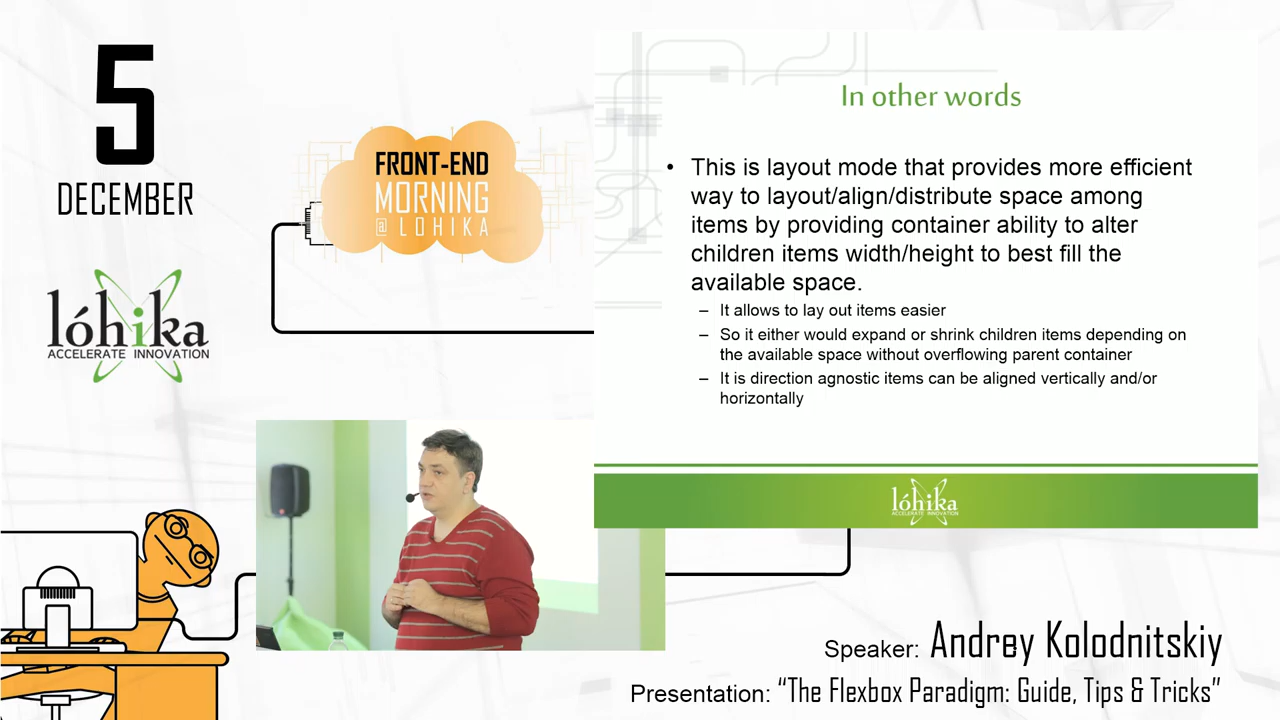 5
DECEMBER
lóhika
ACCELERATE INNOVATION
FRONT-END
MORNING
@ LOHIKA
In other words
• This is layout mode that provides more efficient
way to layout/align/distribute space among
items by providing container ability to alter
children items width/height to best fill the
available space.
– It allows to lay out items easier
– So it either would expand or shrink children items depending on
the available space without overflowing parent container
– It is direction agnostic items can be aligned vertically and/or
horizontally
lóhika
ACCELERATE INNOVATION
Speaker: Andrey Kolodnitskiy
Presentation: “The Flexbox Paradigm: Guide, Tips & Tricks”